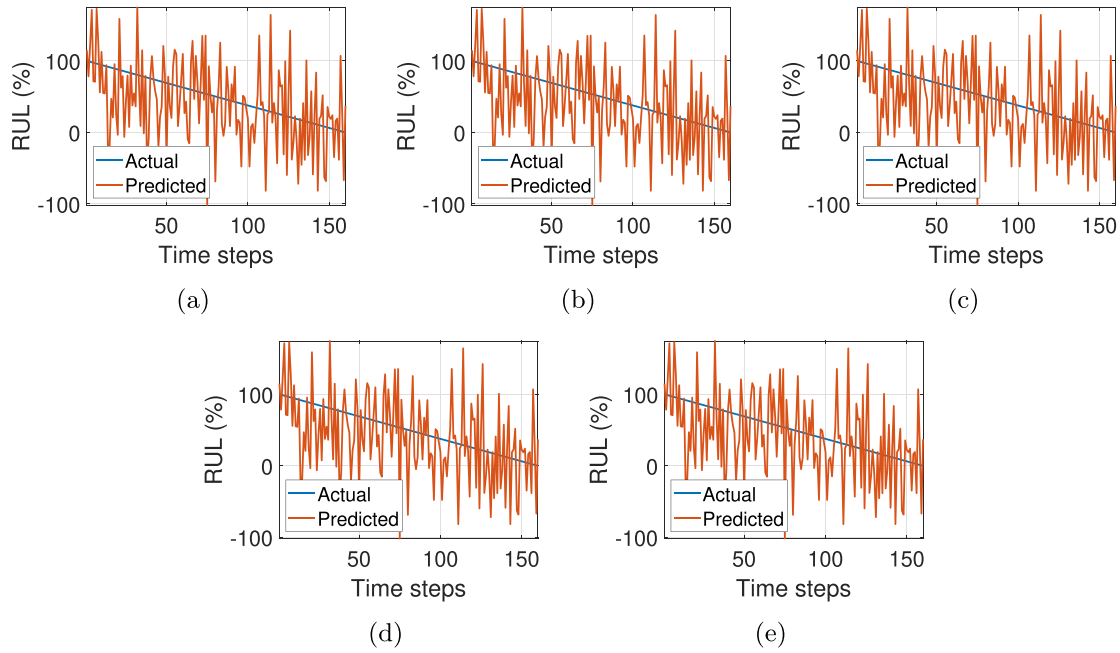 RUL (%)
100
0
-100
Actual
Predicted
50
100
150
Time steps
(a)
RUL (%)
100
0
-100
Actual
Predicted
50
100
150
Time steps
(b)
RUL (%)
100
0
-100
Actual
Predicted
50
100
150
Time steps
(c)
RUL (%)
100
0
-100
Actual
Predicted
50
100
150
Time steps
(d)
RUL (%)
100
0
-100
Actual
Predicted
50
100
150
Time steps
(e)